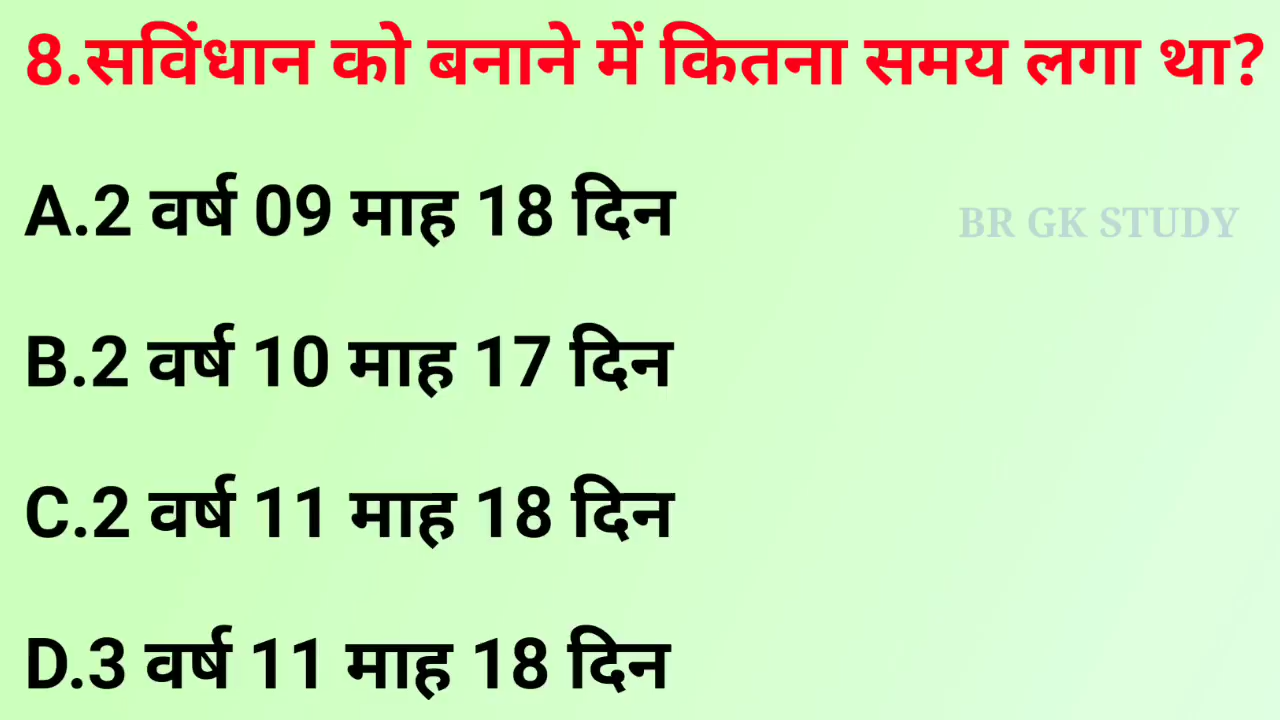 8.सविंधान को बनाने में कितना समय लगा था?
A.2 वर्ष 09 माह 18 दिन
BR GK STUDY
B.2 वर्ष 10 माह 17 दिन
C.2 वर्ष 11 माह 18 दिन
D.3 वर्ष 11 माह 18 दिन